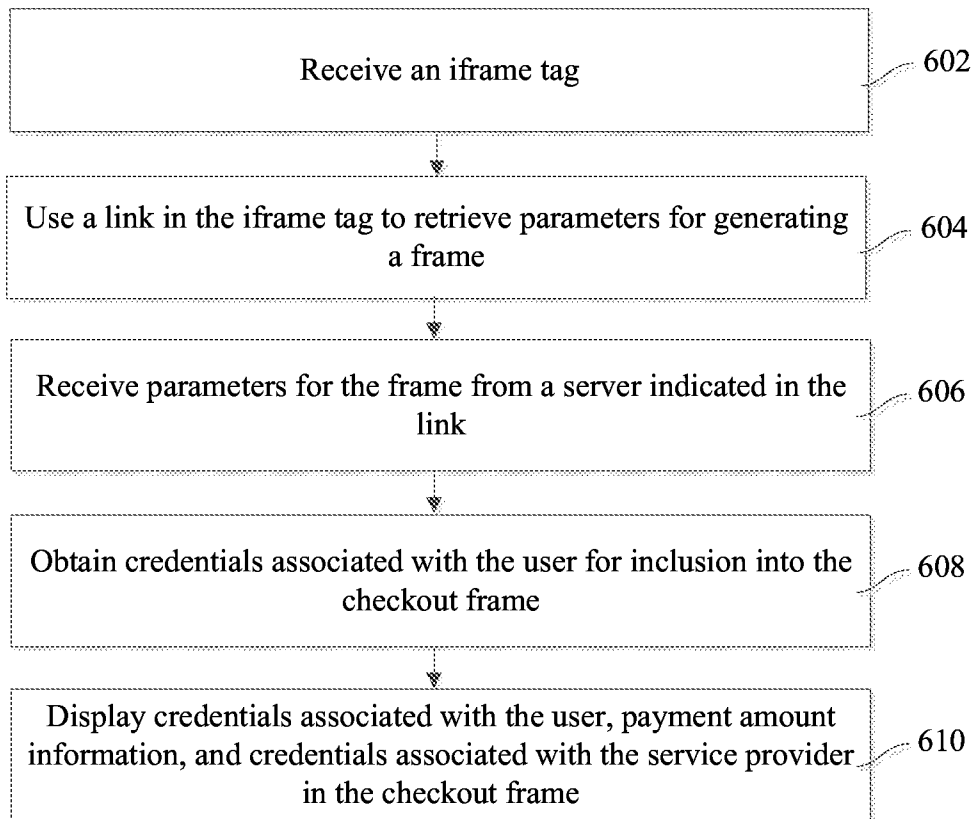 Receive an iframe tag
602
Use a link in the iframe tag to retrieve parameters for generating
a frame
604
Receive parameters for the frame from a server indicated in the
link
606
Obtain credentials associated with the user for inclusion into the
checkout frame
608
Display credentials associated with the user, payment amount
information, and credentials associated with the service provider
in the checkout frame
610